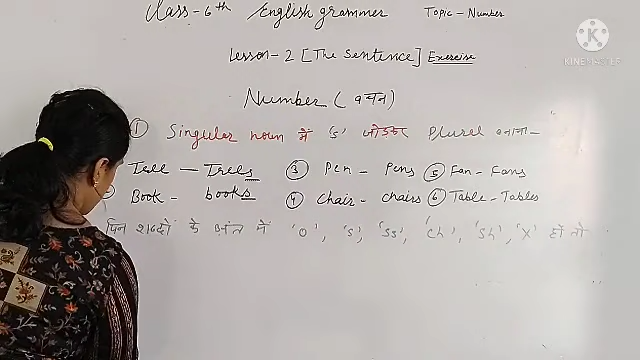 Class - 6th English grammer Topic - Number
KINEMASTER
Lesson - 2 [The Sentence] Exercise
Number (वचन)
① Singular noun में 's' जोड़कर Plurel बनाना -
Tree - Trees ③ Pen - Pens ⑤ Fan - Fans
Book - books ④ Chair - chairs ⑥ Table - Tables
जिन शब्दों के अंत में 'o', 's', 'ss', 'ch', 'sh', 'x' हो तो